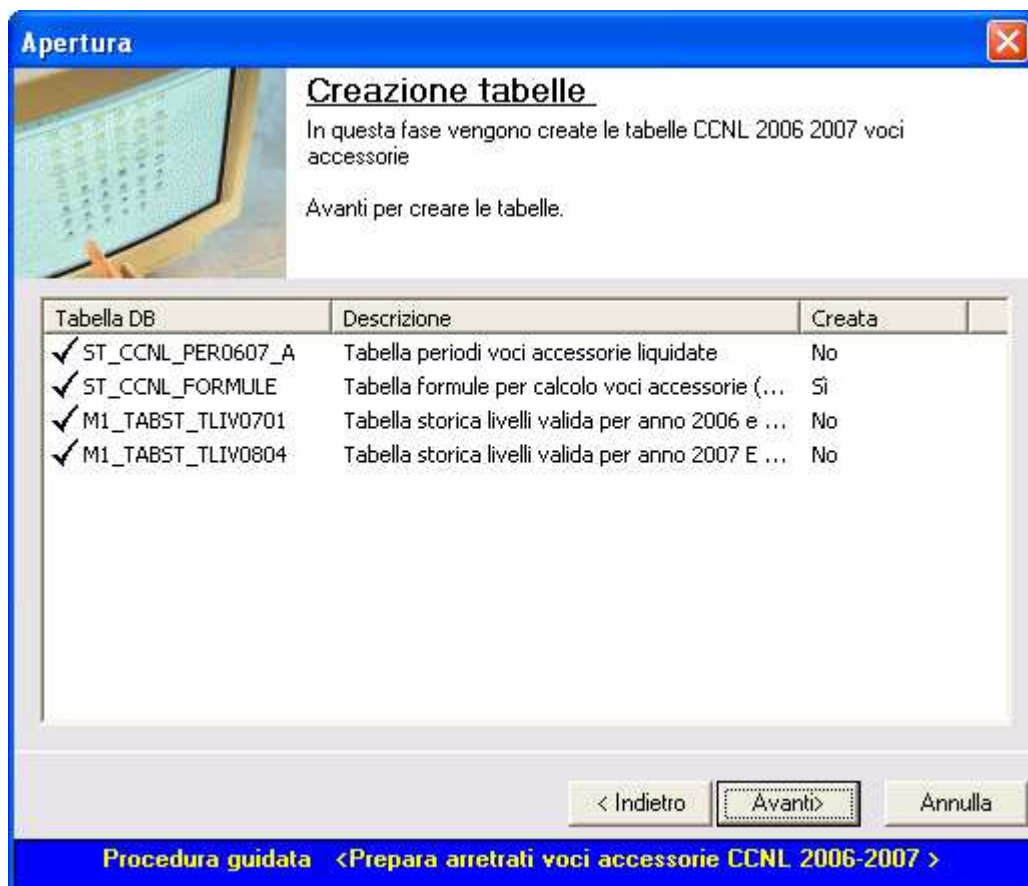 Apertura
Creazione tabelle
In questa fase vengono create le tabelle CCNL 2006 2007 voci
accessorie
Avanti per creare le tabelle.
Tabella DB Descrizione Creata
ST_CCNL_PER0607_A Tabella periodi voci accessorie liquidate No
ST_CCNL_FORMULE Tabella formule per calcolo voci accessorie (... Sì
M1_TABST_TLIV0701 Tabella storica livelli valida per anno 2006 e ... No
M1_TABST_TLIV0804 Tabella storica livelli valida per anno 2007 E ... No
< Indietro Avanti> Annulla
Procedura guidata <Prepara arretrati voci accessorie CCNL 2006-2007 >